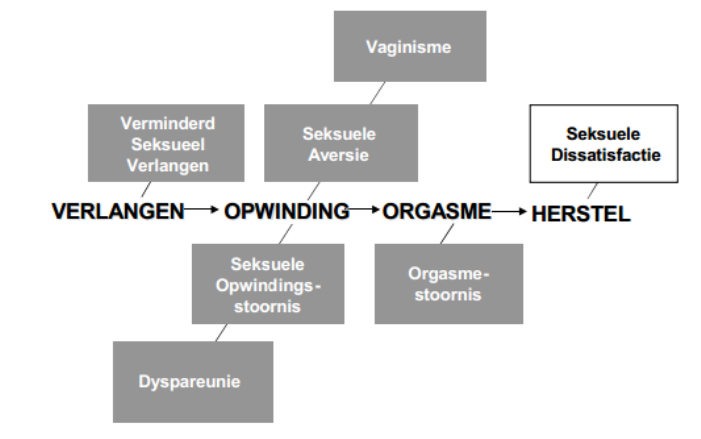 Vaginisme
Verminderd
Seksueel
Verlangen
Seksuele
Aversie
Seksuele
Dissatisfactie
VERLANGEN
OPWINDING
ORGASME
HERSTEL
Seksuele
Opwindings-
stoornis
Orgasme-
stoornis
Dyspareunie